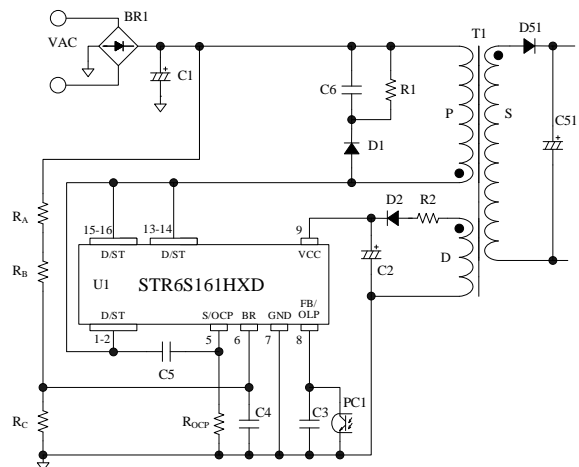 BR1
VAC
C1
C6
R1
D1
P
T1
S
D51
C51
RA
RB
15-16
13-14
D/ST
D/ST
9
VCC
D2
R2
C2
D
U1
STR6S161HXD
D/ST
S/OCP
BR
GND
FB/
OLP
1-2
5
6
7
8
C5
RC
ROCP
C4
C3
PC1